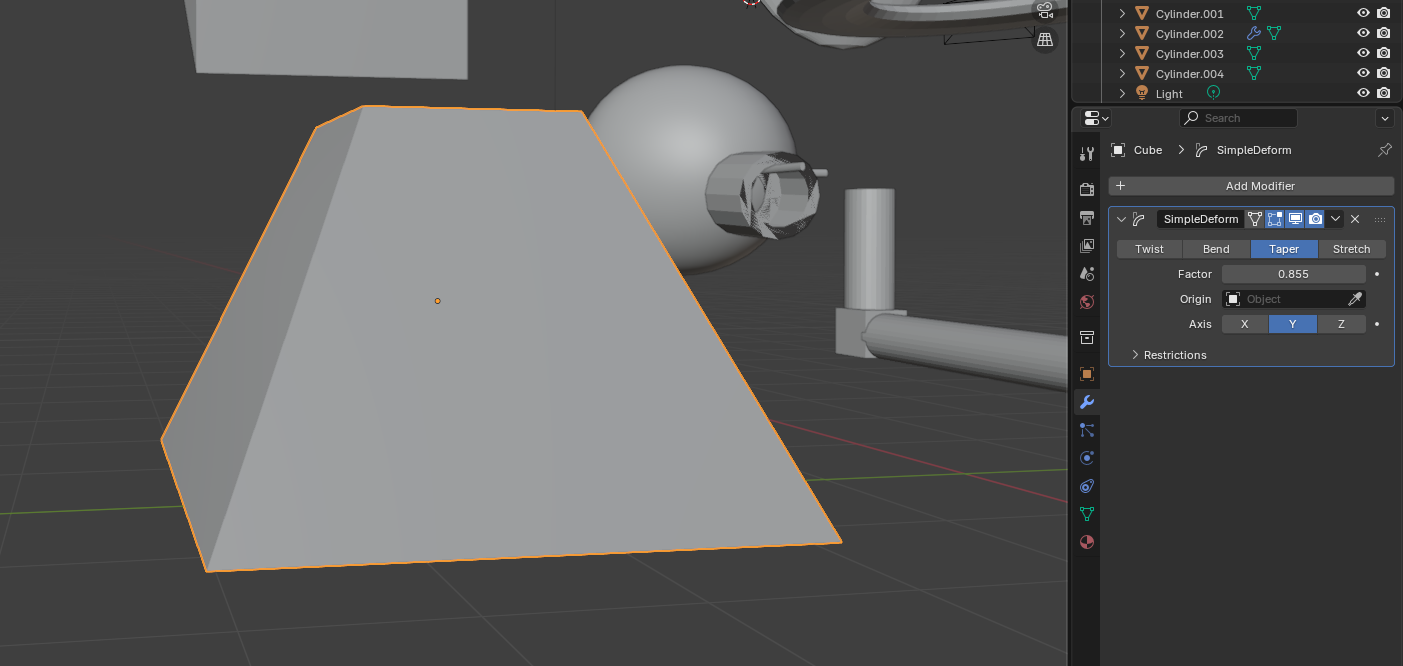 Cylinder.001
Cylinder.002
Cylinder.003
Cylinder.004
Light
Search
Cube > SimpleDeform
+ Add Modifier
SimpleDeform
Twist Bend Taper Stretch
Factor 0.855
Origin Object
Axis X Y Z
Restrictions